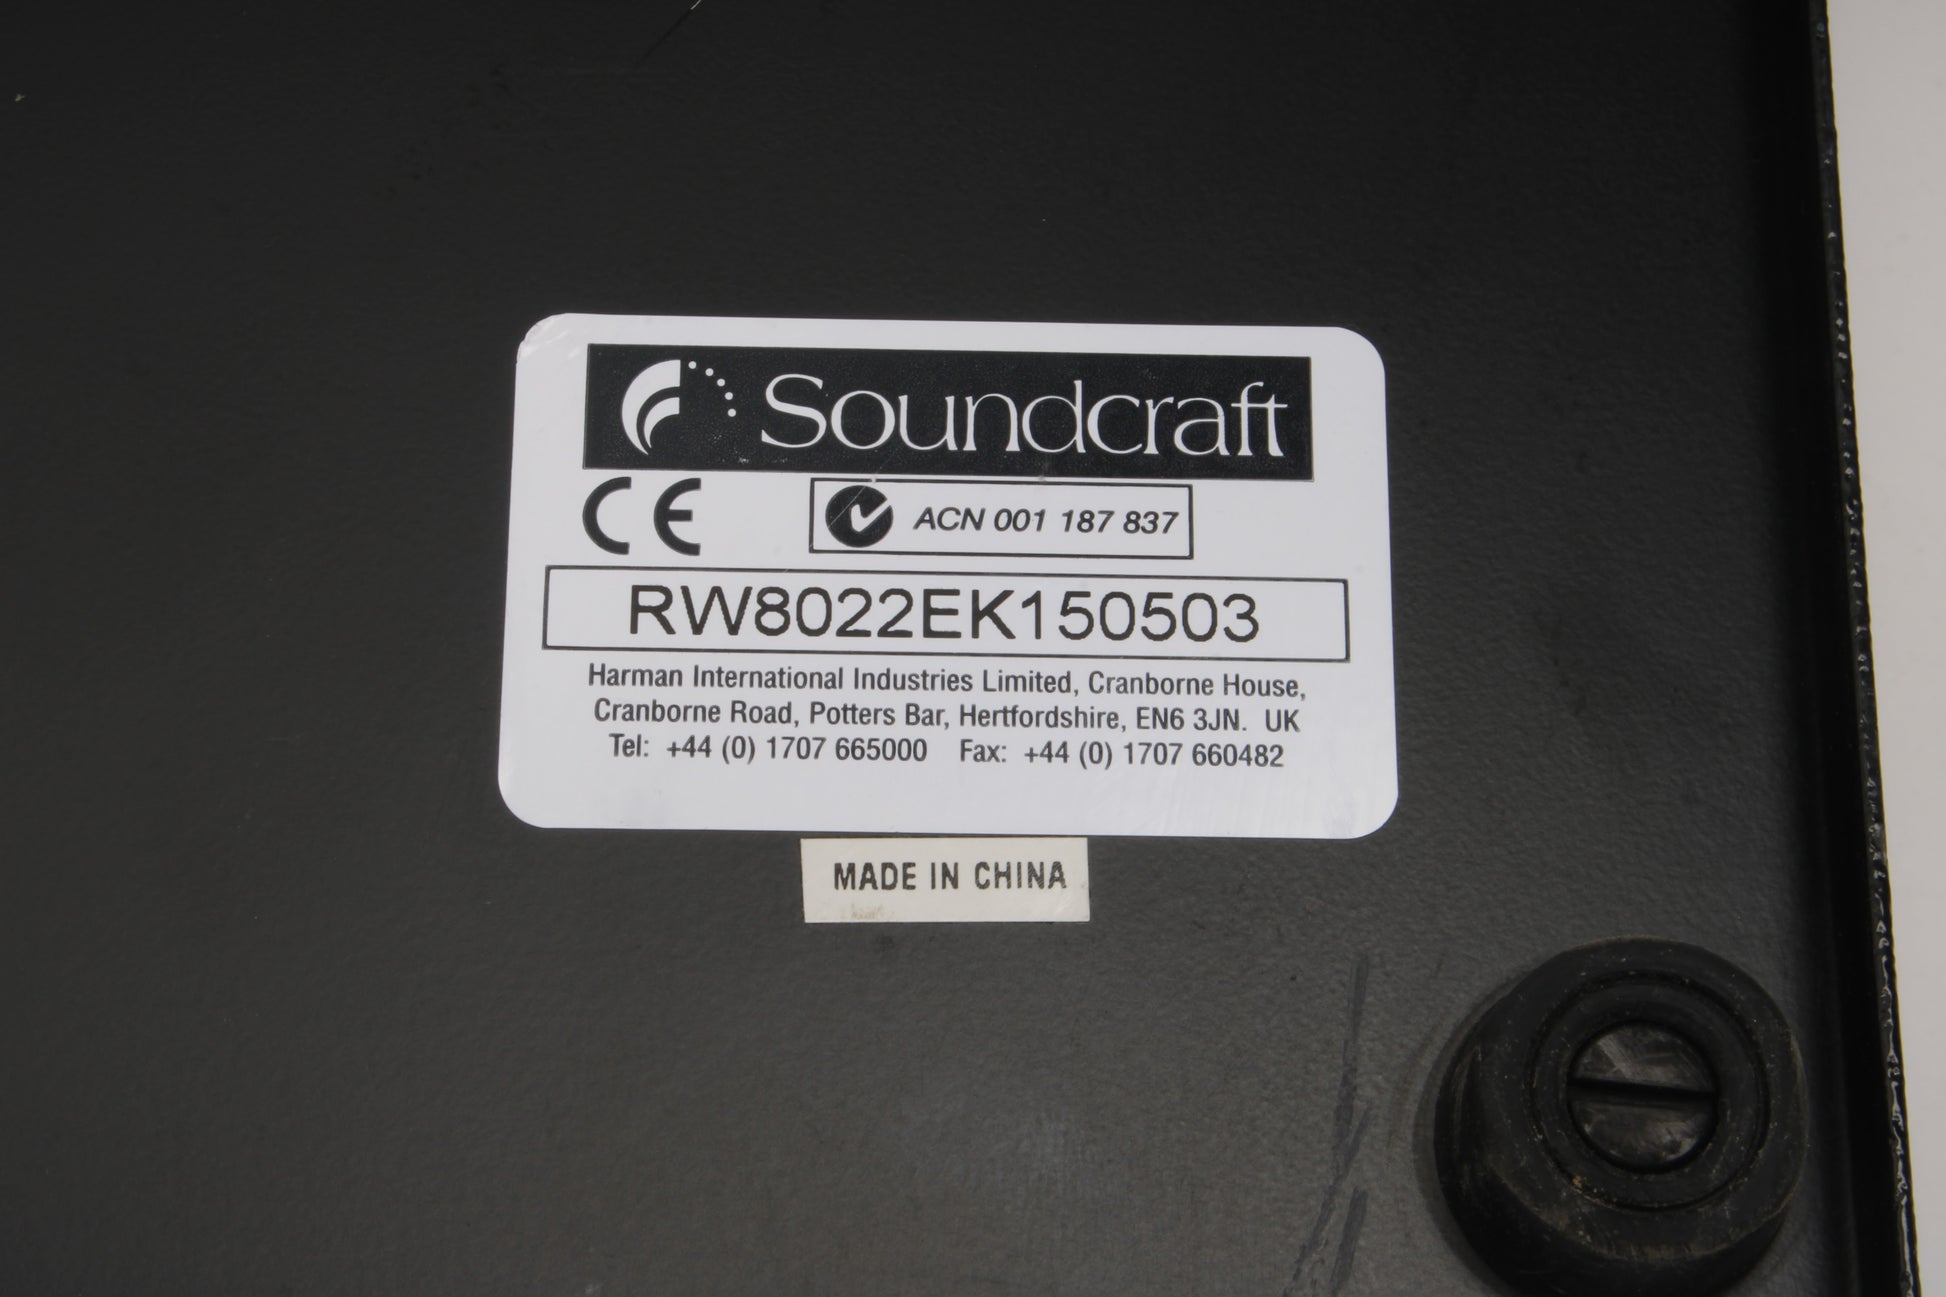 Soundcraft
CE
ACN 001 187 837
RW8022EK150503
Harman International Industries Limited, Cranborne House,
Cranborne Road, Potters Bar, Hertfordshire, EN6 3JN. UK
Tel: +44 (0) 1707 665000 Fax: +44 (0) 1707 660482
MADE IN CHINA